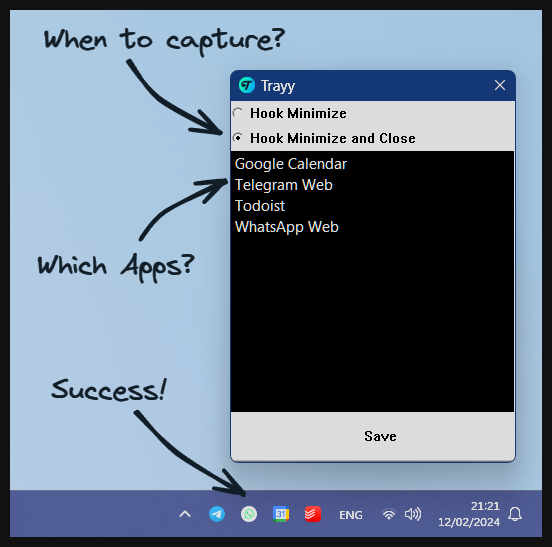 When to capture?
Trayy
Hook Minimize
Hook Minimize and Close
Google Calendar
Telegram Web
Todoist
WhatsApp Web
Which Apps?
Success!
Save
31
ENG
21:21
12/02/2024